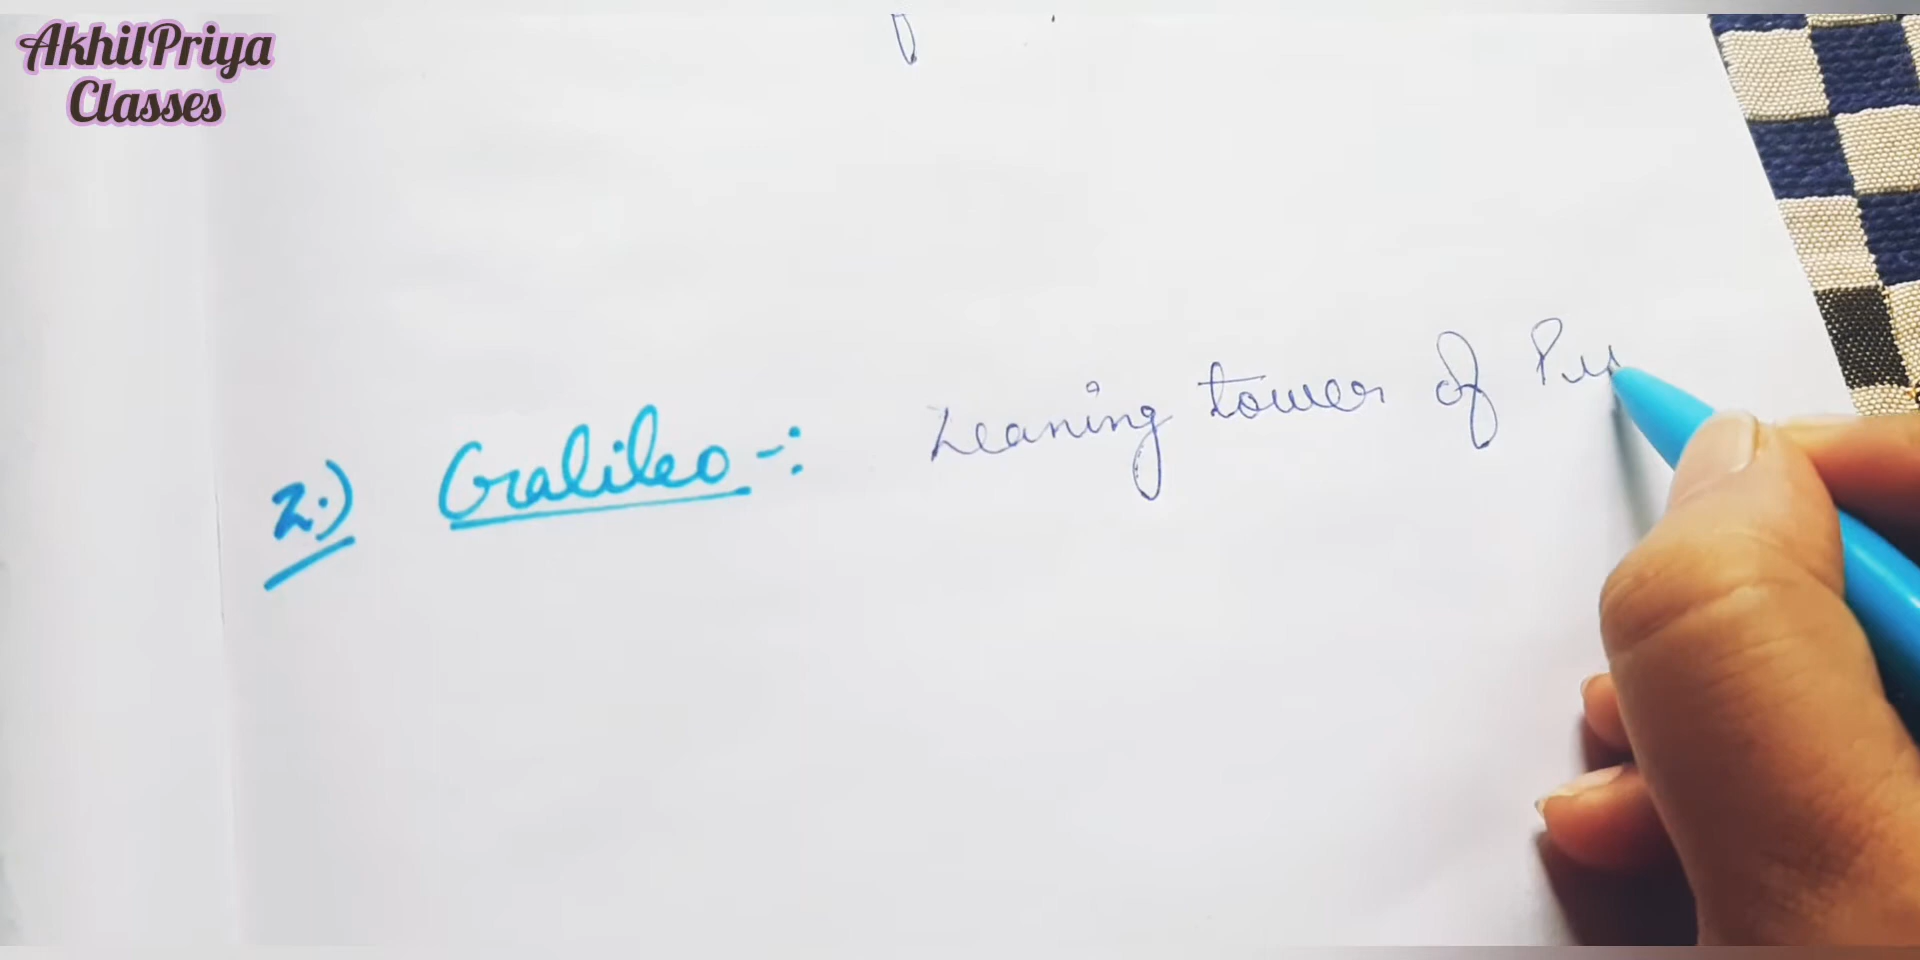 AkhilPriya
Classes
2.) Galileo -: Leaning tower of